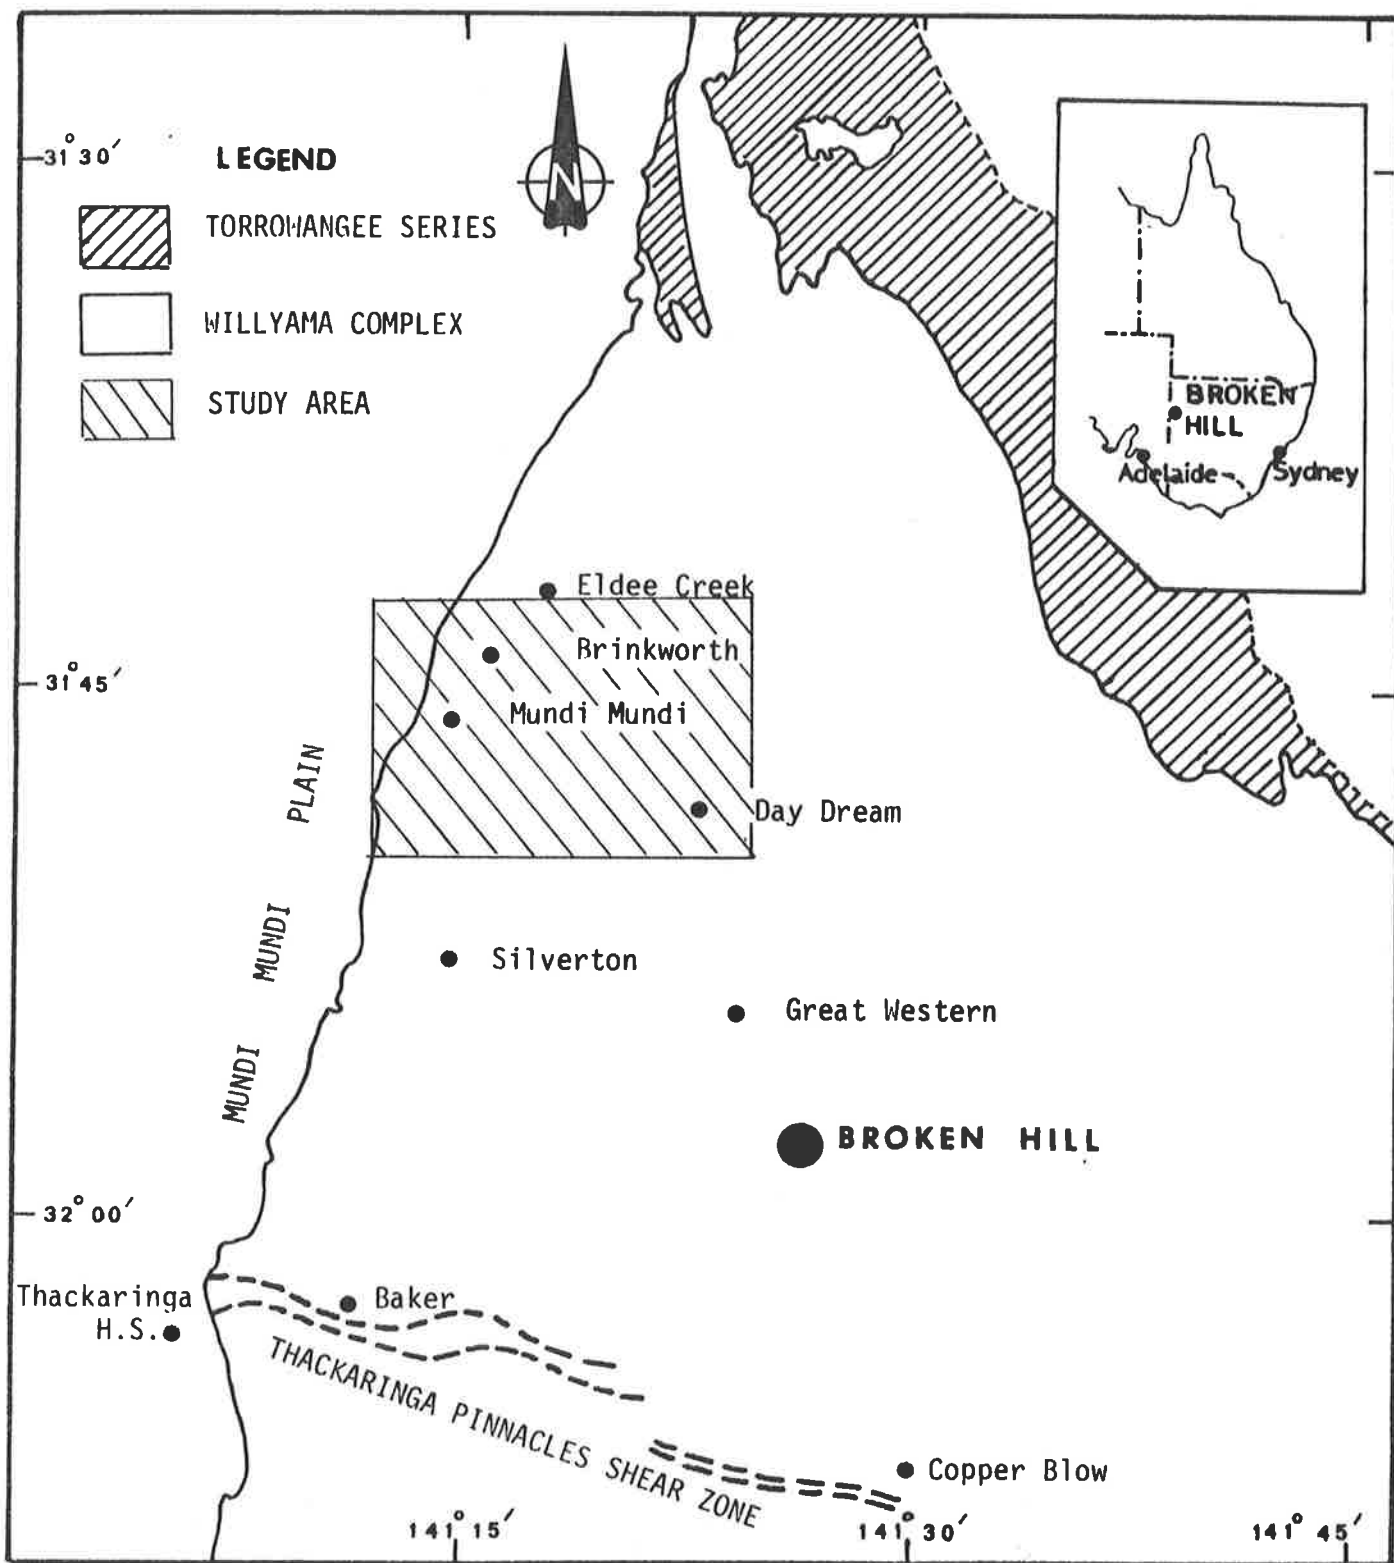 31°30′
LEGEND
TORROWANGEE SERIES
WILLYAMA COMPLEX
STUDY AREA
N
BROKEN
HILL
Adelaide
Sydney
Eldee Creek
Brinkworth
31°45′
Mundi Mundi
Day Dream
MUNDI MUNDI PLAIN
Silverton
Great Western
BROKEN HILL
32°00′
Thackaringa
H.S.
Baker
THACKARINGA PINNACLES SHEAR ZONE
Copper Blow
141°15′
141°30′
141°45′